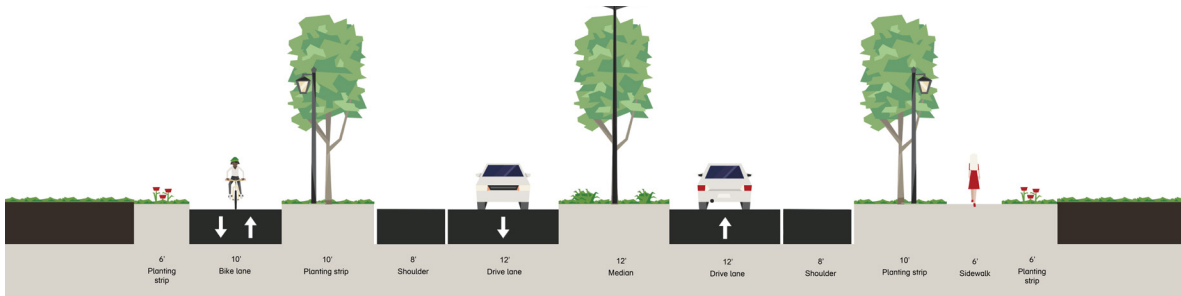 6'
Planting
strip
10'
Bike lane
10'
Planting strip
8'
Shoulder
12'
Drive lane
12'
Median
12'
Drive lane
8'
Shoulder
10'
Planting strip
6'
Sidewalk
6'
Planting
strip